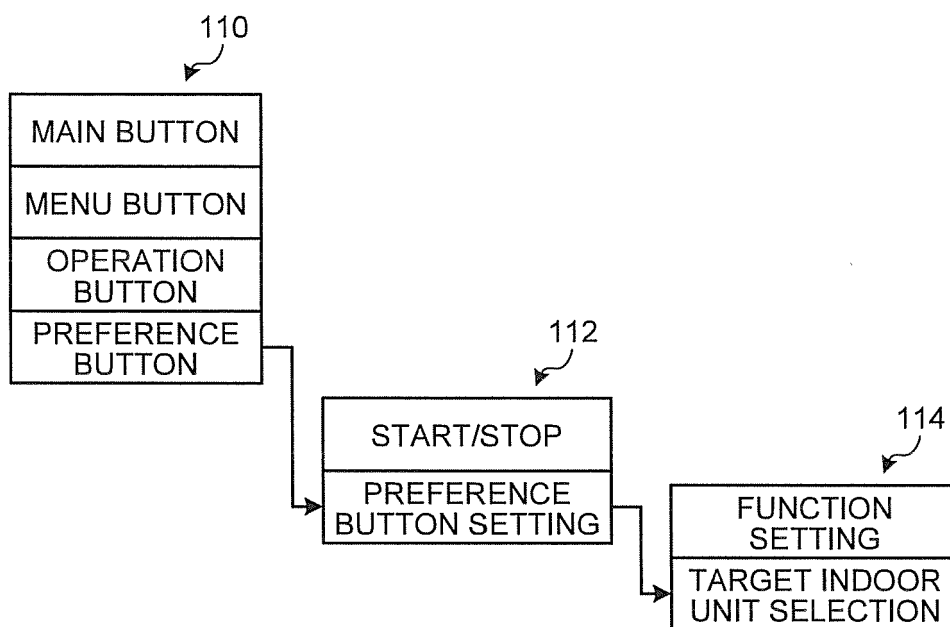 110
MAIN BUTTON
MENU BUTTON
OPERATION
BUTTON
PREFERENCE
BUTTON
112
START/STOP
PREFERENCE
BUTTON SETTING
114
FUNCTION
SETTING
TARGET INDOOR
UNIT SELECTION